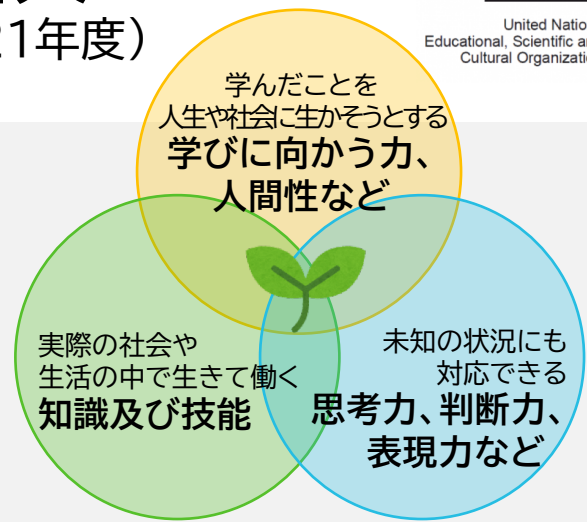 1年度)
United Natio
Educational, Scientific a
Cultural Organizati
学んだことを
人生や社会に生かそうとする
学びに向かう力、
人間性など
実際の社会や
生活の中で生きて働く
知識及び技能
未知の状況にも
対応できる
思考力、判断力、
表現力など